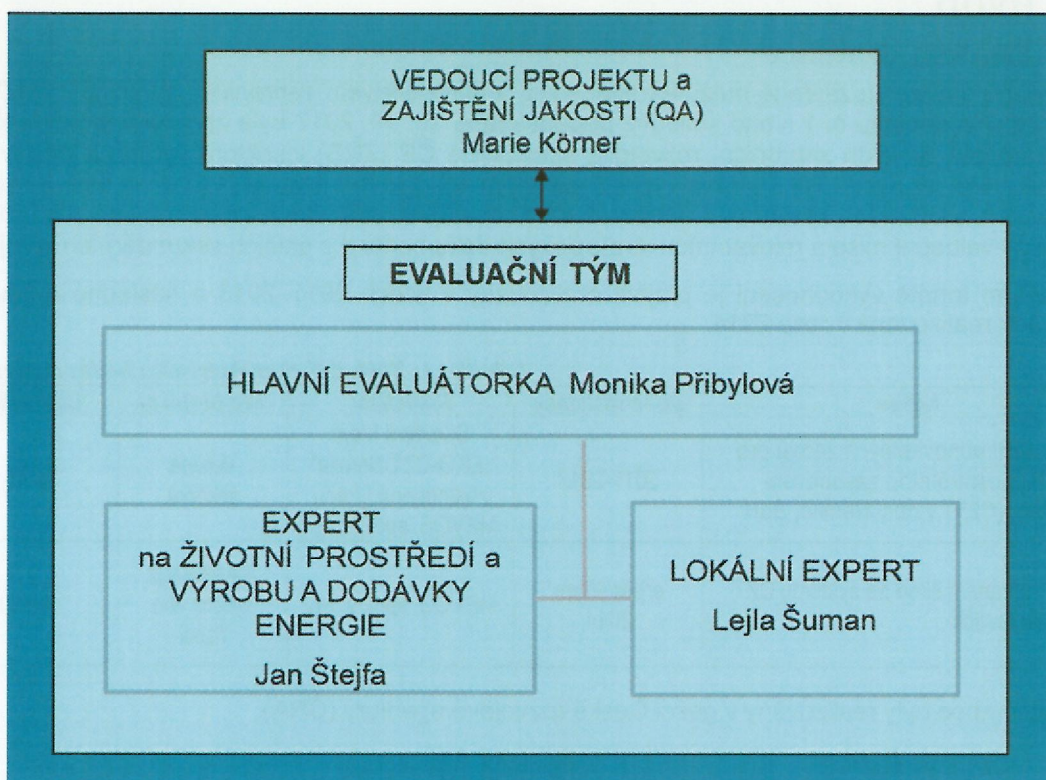 VEDOUCÍ PROJEKTU a
ZAJIŠTĚNÍ JAKOSTI (QA)
Marie Körner
EVALUAČNÍ TÝM
HLAVNÍ EVALUÁTORKA Monika Přibylová
EXPERT
na ŽIVOTNÍ PROSTŘEDÍ a
VÝROBU A DODÁVKY
ENERGIE
Jan Štejfa
LOKÁLNÍ EXPERT
Lejla Šuman